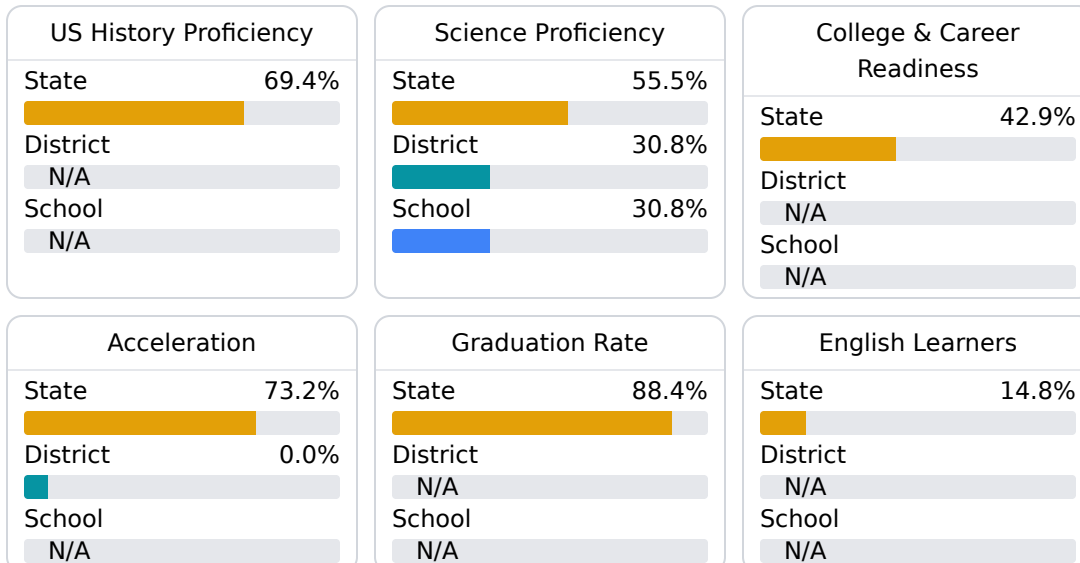 US History Proficiency
State 69.4%
District
N/A
School
N/A
Science Proficiency
State 55.5%
District 30.8%
School 30.8%
College & Career
Readiness
State 42.9%
District
N/A
School
N/A
Acceleration
State 73.2%
District 0.0%
School
N/A
Graduation Rate
State 88.4%
District
N/A
School
N/A
English Learners
State 14.8%
District
N/A
School
N/A